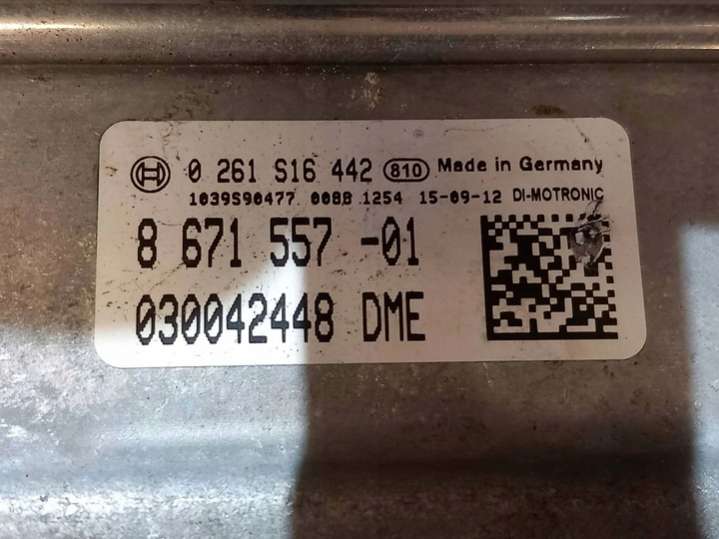 0 261 S16 442 810 Made in Germany
1039S90477 0088 1254 15-09-12 DI-MOTRONIC
8 671 557 -01
030042448 DME